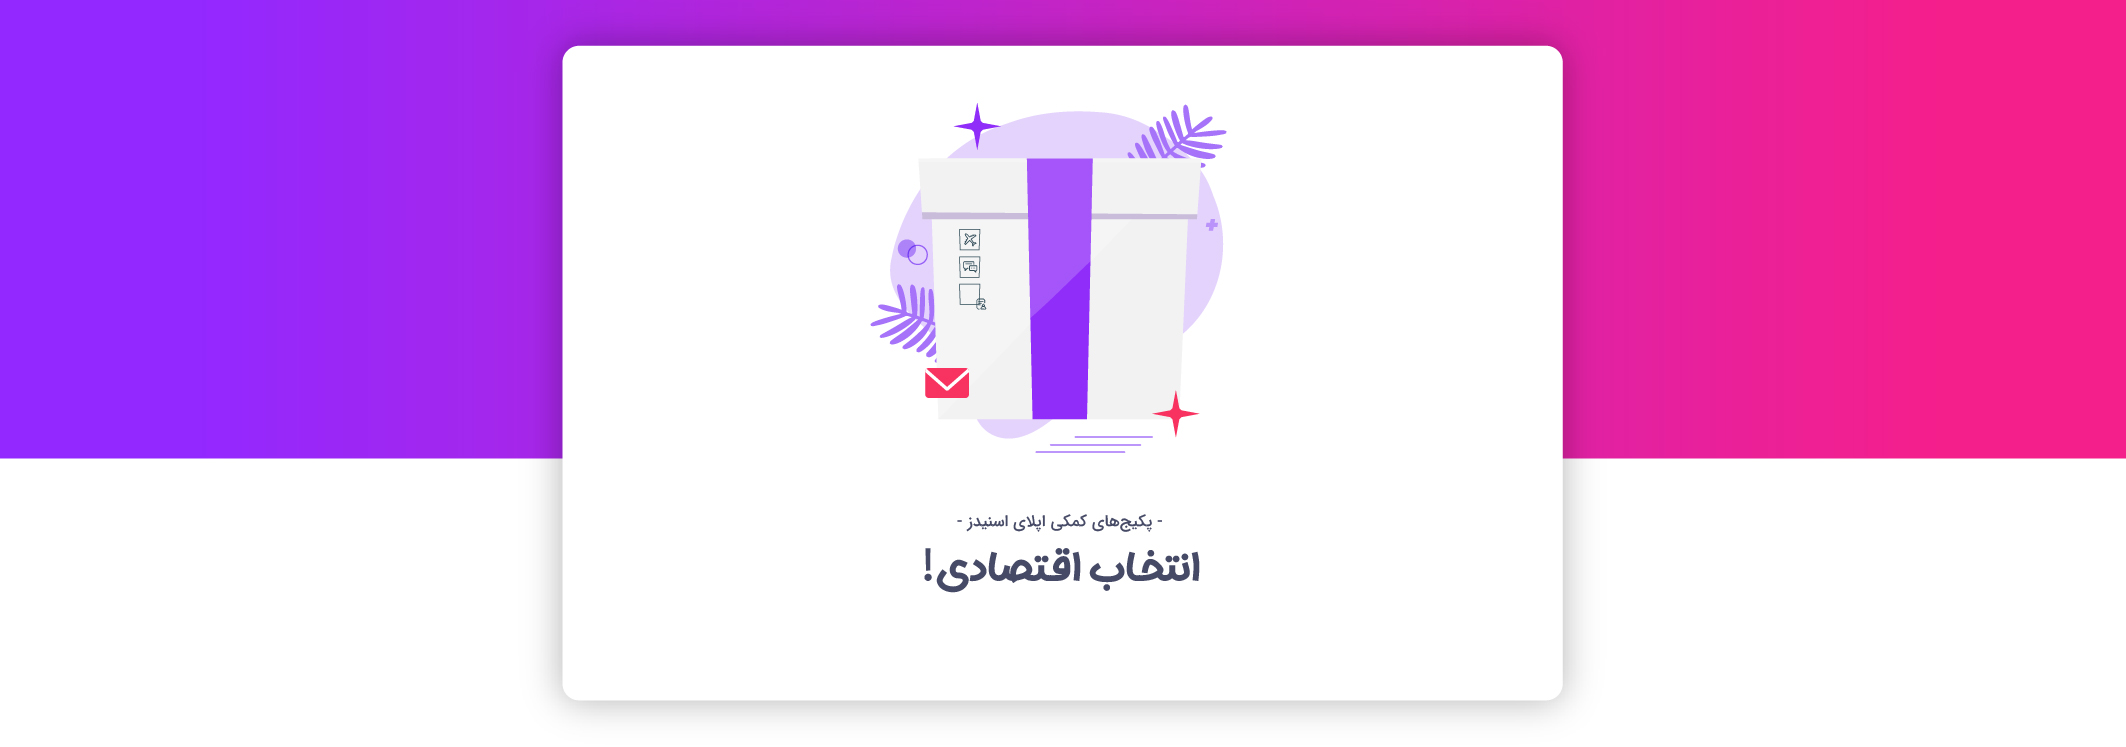 - پکیج‌های کمکی اپلای اسنیدز -
انتخاب اقتصادی!